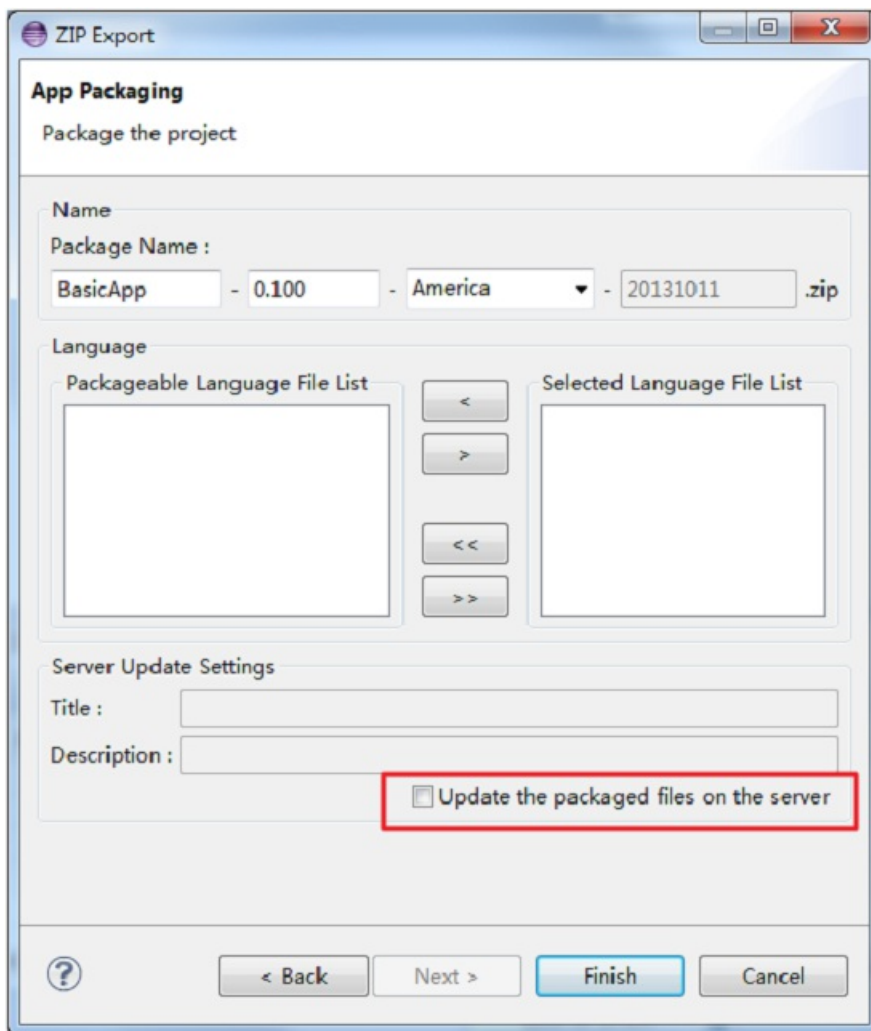 ZIP Export
App Packaging
Package the project
Name
Package Name :
BasicApp - 0.100 - America - 20131011 .zip
Language
Packageable Language File List < Selected Language File List
>
<<
>>
Server Update Settings
Title :
Description :
Update the packaged files on the server
? < Back Next > Finish Cancel